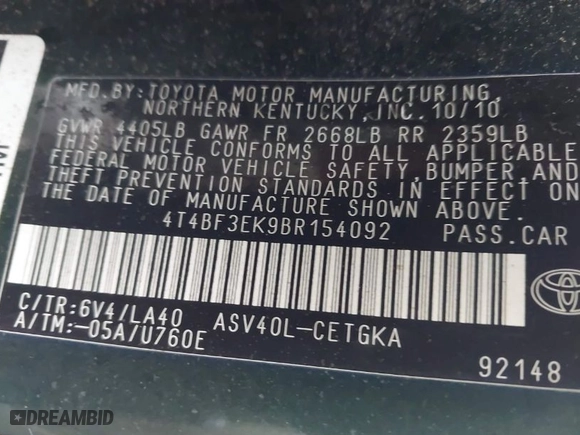 MFD. BY: TOYOTA MOTOR MANUFACTURING
NORTHERN KENTUCKY, INC. 10/10
GVWR 4405LB GAWR FR 2668LB RR 2359LB
THIS VEHICLE CONFORMS TO ALL APPLICABLE
FEDERAL MOTOR VEHICLE SAFETY, BUMPER, AND
THEFT PREVENTION STANDARDS IN EFFECT ON
THE DATE OF MANUFACTURE SHOWN ABOVE.
4T4BF3EK9BR154092 PASS. CAR
C/TR: 6V4/LA40 ASV40L-CETGKA
A/TM: -05A/U760E
92148
TOYOTA
DREAMBID